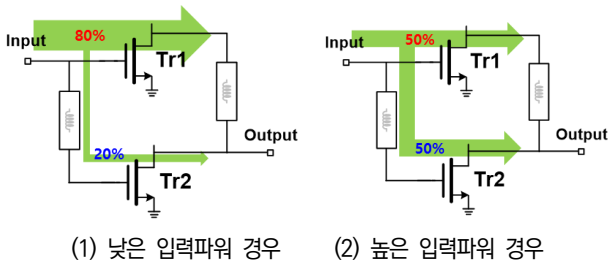 80%
Input
Tr1
Output
20%
Tr2
(1) 낮은 입력파워 경우
50%
Input
Tr1
Output
50%
Tr2
(2) 높은 입력파워 경우